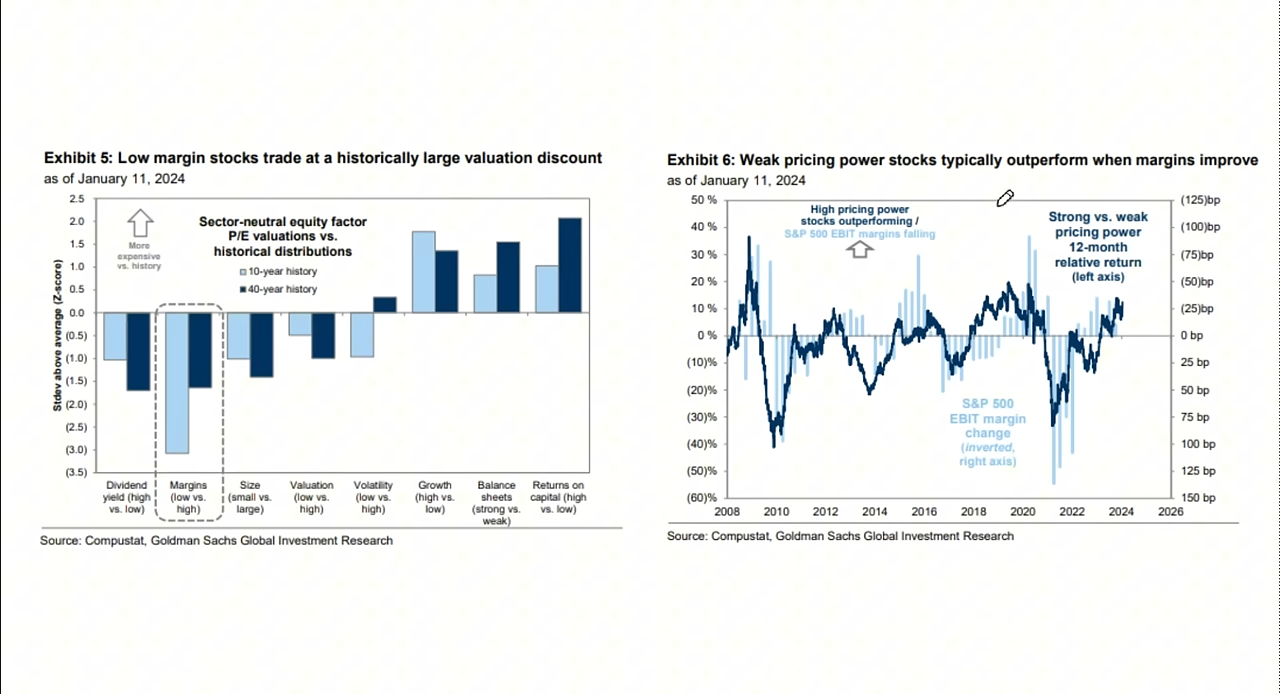 Exhibit 5: Low margin stocks trade at a historically large valuation discount
as of January 11, 2024
2.5
2.0
1.5
1.0
0.5
0.0
(0.5)
(1.0)
(1.5)
(2.0)
(2.5)
(3.0)
(3.5)
Stdev above average (Z-score)
More
expensive
vs. history
Sector-neutral equity factor
P/E valuations vs.
historical distributions
10-year history
40-year history
Dividend
yield (high
vs. low)
Margins
(low vs.
high)
Size
(small vs.
large)
Valuation
(low vs.
high)
Volatility
(low vs.
high)
Growth
(high vs.
low)
Balance
sheets
(strong vs.
weak)
Returns on
capital (high
vs. low)
Source: Compustat, Goldman Sachs Global Investment Research
Exhibit 6: Weak pricing power stocks typically outperform when margins improve
as of January 11, 2024
50 %
40 %
30 %
20 %
10 %
0 %
(10)%
(20)%
(30)%
(40)%
(50)%
(60)%
High pricing power
stocks outperforming /
S&P 500 EBIT margins falling
Strong vs. weak
pricing power
12-month
relative return
(left axis)
S&P 500
EBIT margin
change
(inverted,
right axis)
(125)bp
(100)bp
(75)bp
(50)bp
(25)bp
0 bp
25 bp
50 bp
75 bp
100 bp
125 bp
150 bp
2008
2010
2012
2014
2016
2018
2020
2022
2024
2026
Source: Compustat, Goldman Sachs Global Investment Research